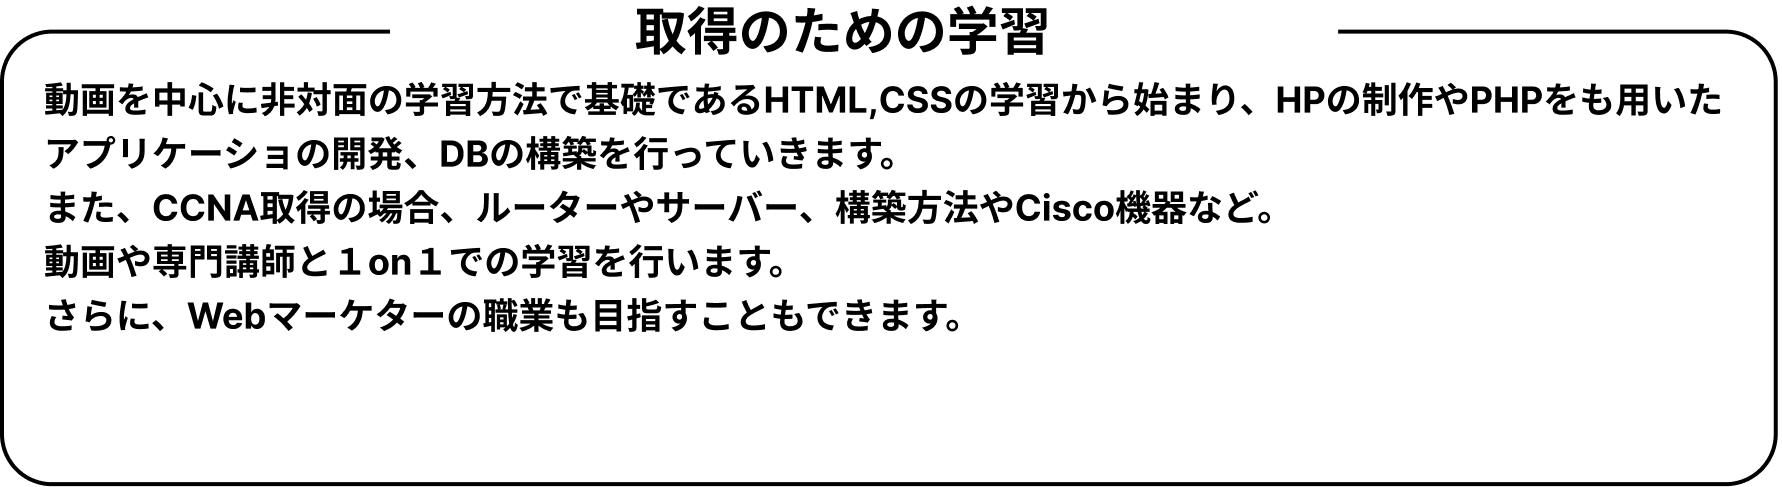 取得のための学習
動画を中心に非対面の学習方法で基礎であるHTML,CSSの学習から始まり、HPの制作やPHPをも用いた
アプリケーショの開発、DBの構築を行っていきます。
また、CCNA取得の場合、ルーターやサーバー、構築方法やCisco機器など。
動画や専門講師と１on１での学習を行います。
さらに、Webマーケターの職業も目指すこともできます。